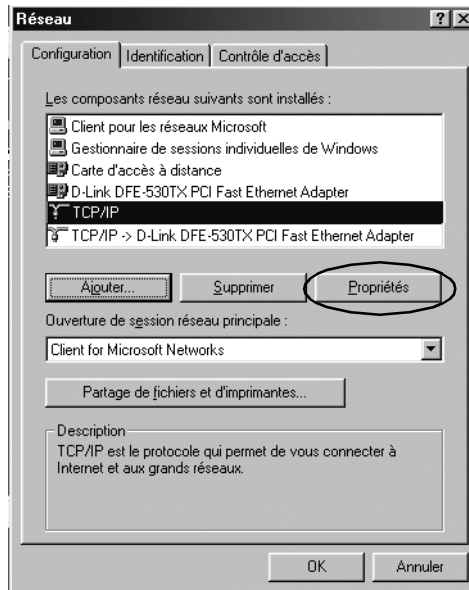 Réseau
Configuration
Identification
Contrôle d'accès
Les composants réseau suivants sont installés :
Client pour les réseaux Microsoft
Gestionnaire de sessions individuelles de Windows
Carte d'accès à distance
D-Link DFE-530TX PCI Fast Ethernet Adapter
TCP/IP
TCP/IP -> D-Link DFE-530TX PCI Fast Ethernet Adapter
Ajouter...
Supprimer
Propriétés
Ouverture de session réseau principale :
Client for Microsoft Networks
Partage de fichiers et d'imprimantes...
Description
TCP/IP est le protocole qui permet de vous connecter à
Internet et aux grands réseaux.
OK
Annuler